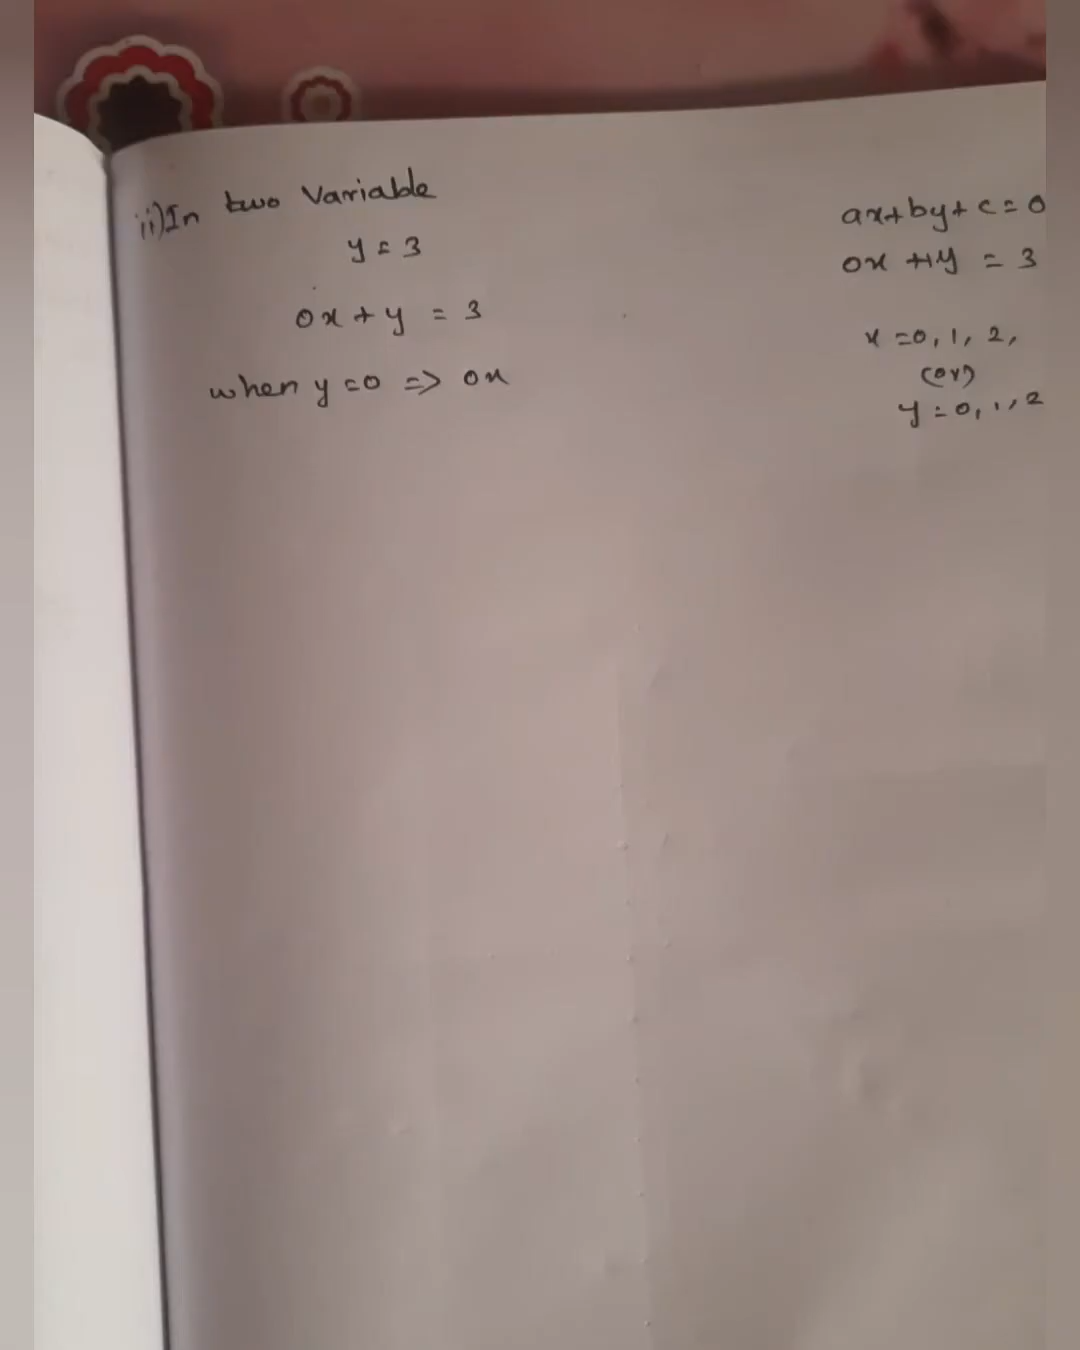 ii) In two Variable
y = 3
0x + y = 3
when y = 0 => 0x
ax + by + c = 0
0x + 1y = 3
x = 0, 1, 2,
(or)
y = 0, 1, 2